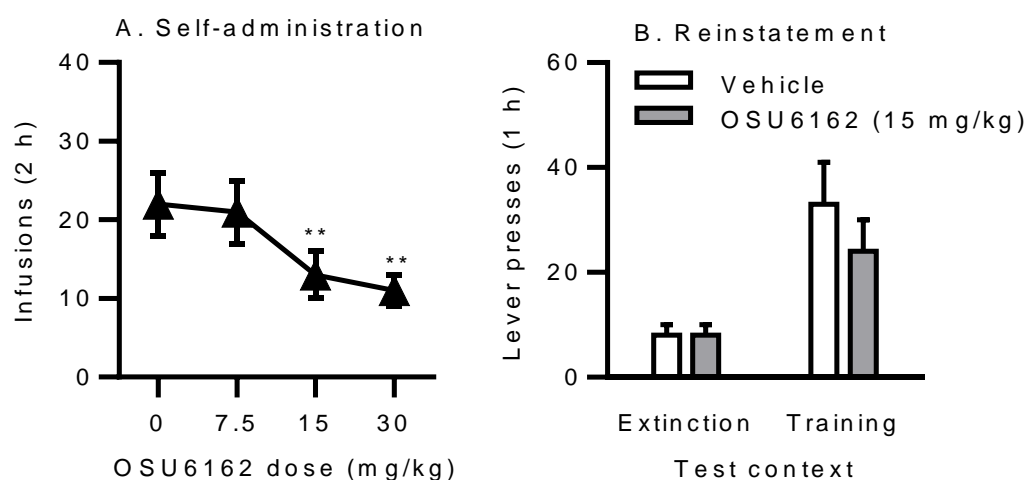 A. Self-administration
40
30
20
10
0
Infusions (2 h)
**
**
0 7.5 15 30
OSU6162 dose (mg/kg)
B. Reinstatement
Vehicle
OSU6162 (15 mg/kg)
60
40
20
0
Lever presses (1 h)
Extinction Training
Test context